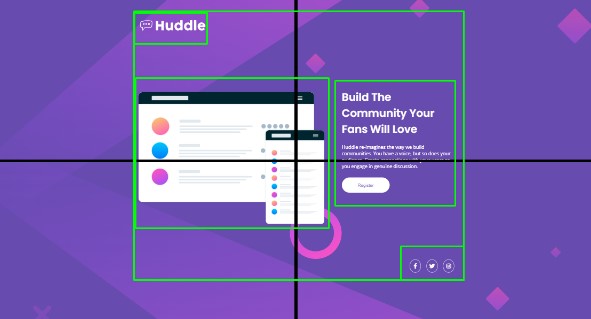 Huddle
Build The
Community Your
Fans Will Love
Huddle re-imagines the way we build
communities. You have a voice, but so does your
you engage in genuine discussion.
Register